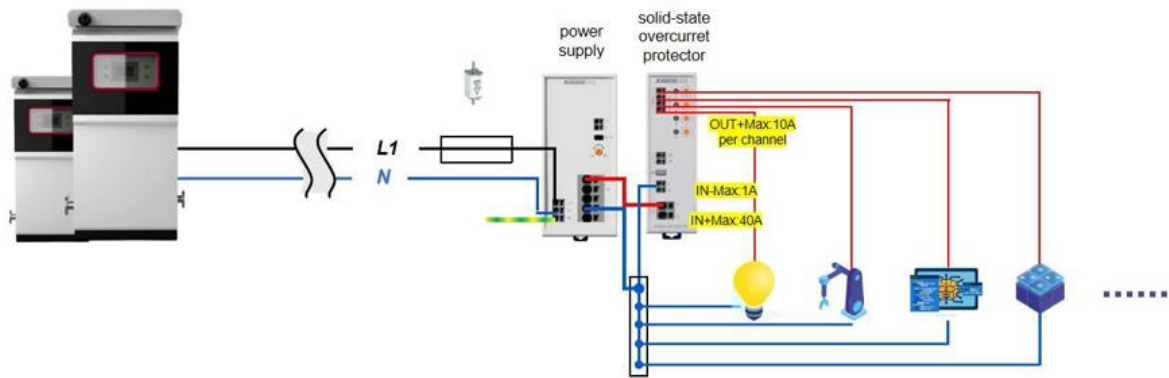 power
supply
solid-state
overcurret
protector
L1
N
OUT+Max:10A
per channel
IN-Max:1A
IN+Max:40A